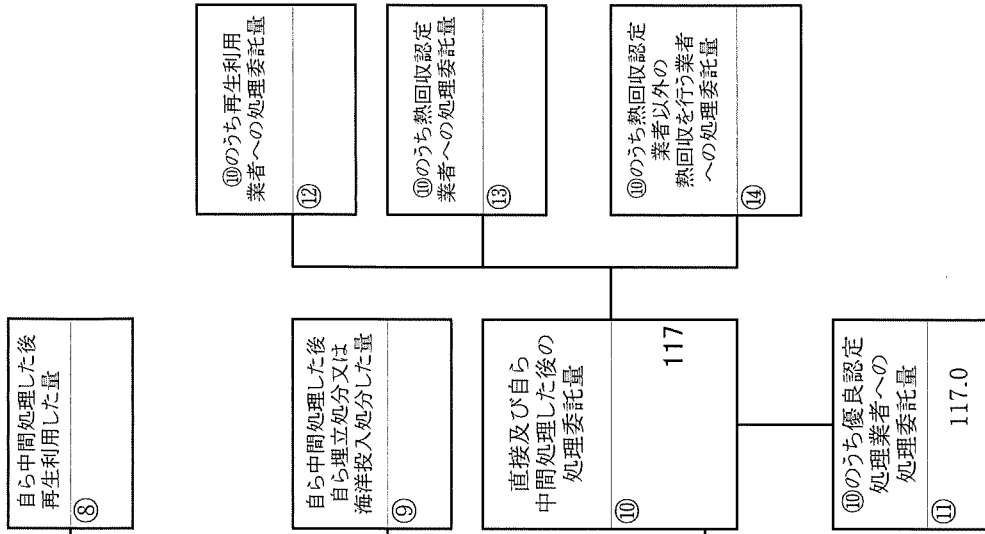 自ら中間処理した後
再生利用した量
⑧
自ら中間処理した後
自ら埋立処分又は
海洋投入処分した量
⑨
直接及び自ら
中間処理した後の
処理委託量
⑩
117
⑩のうち優良認定
処理業者への
処理委託量
⑪
117.0
⑩のうち再生利用
業者への処理委託量
⑫
⑩のうち熱回収認定
業者への処理委託量
⑬
⑩のうち熱回収認定
業者以外の
熱回収を行う業者
への処理委託量
⑭